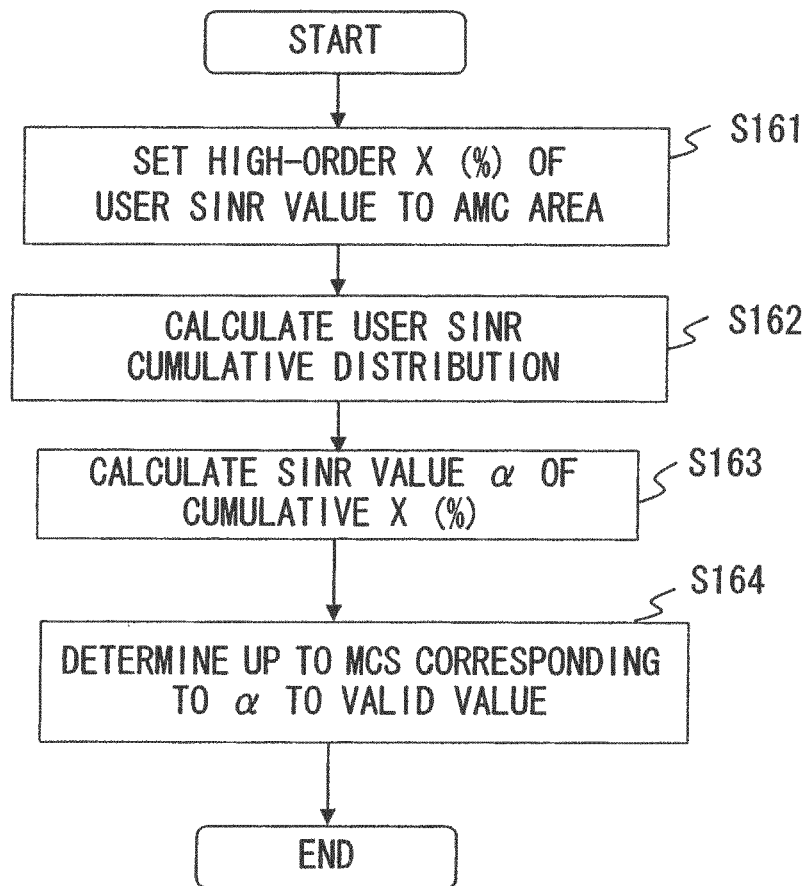 START
S161
SET HIGH-ORDER X (%) OF
USER SINR VALUE TO AMC AREA
S162
CALCULATE USER SINR
CUMULATIVE DISTRIBUTION
S163
CALCULATE SINR VALUE α OF
CUMULATIVE X (%)
S164
DETERMINE UP TO MCS CORRESPONDING
TO α TO VALID VALUE
END